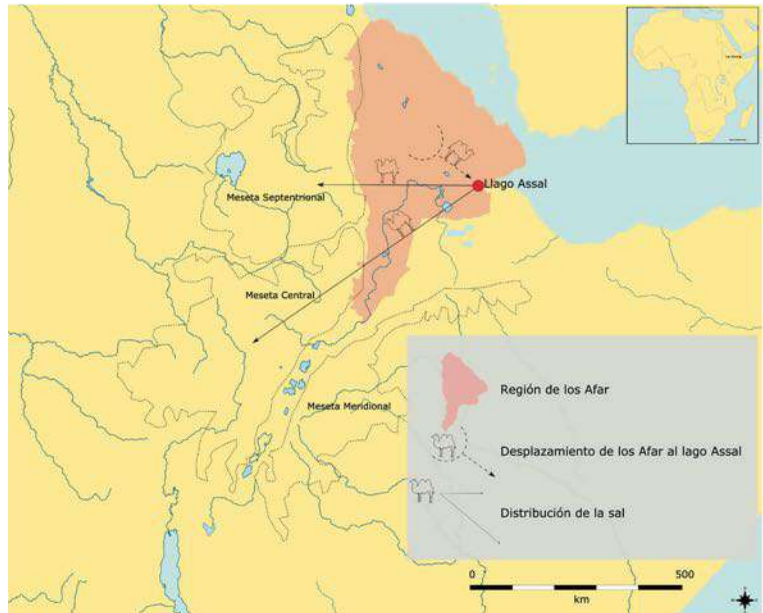 Llago Assal
Meseta Septentrional
Meseta Central
Meseta Meridional
Región de los Afar
Desplazamiento de los Afar al lago Assal
Distribución de la sal
0 500
km